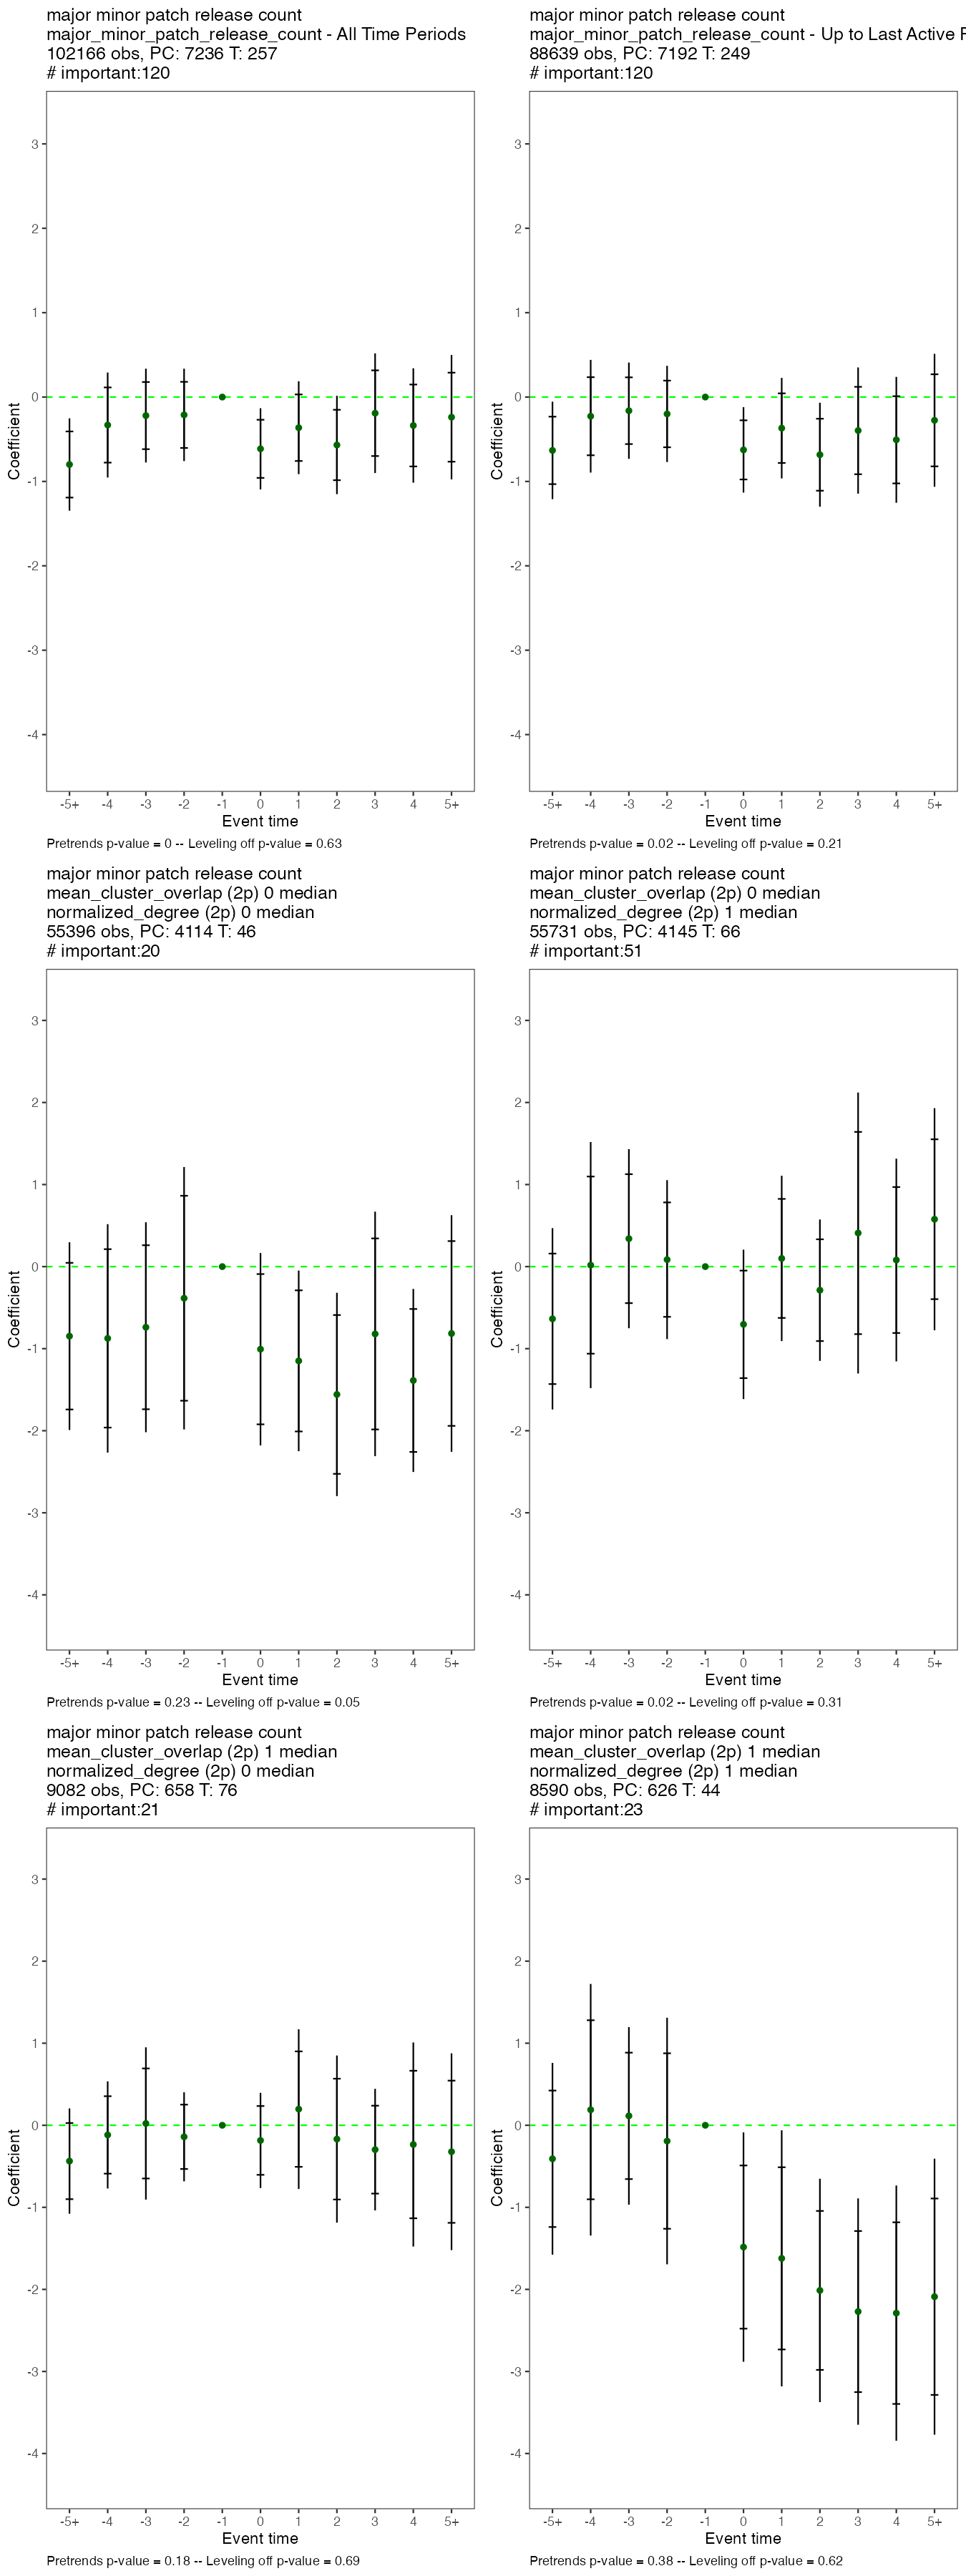 major minor patch release count
major_minor_patch_release_count - All Time Periods
102166 obs, PC: 7236 T: 257
# important:120
3
2
1
0
-1
-2
-3
-4
Coefficient
-5+ -4 -3 -2 -1 0 1 2 3 4 5+
Event time
Pretrends p-value = 0 -- Leveling off p-value = 0.63
major minor patch release count
major_minor_patch_release_count - Up to Last Active P
88639 obs, PC: 7192 T: 249
# important:120
3
2
1
0
-1
-2
-3
-4
Coefficient
-5+ -4 -3 -2 -1 0 1 2 3 4 5+
Event time
Pretrends p-value = 0.02 -- Leveling off p-value = 0.21
major minor patch release count
mean_cluster_overlap (2p) 0 median
normalized_degree (2p) 0 median
55396 obs, PC: 4114 T: 46
# important:20
3
2
1
0
-1
-2
-3
-4
Coefficient
-5+ -4 -3 -2 -1 0 1 2 3 4 5+
Event time
Pretrends p-value = 0.23 -- Leveling off p-value = 0.05
major minor patch release count
mean_cluster_overlap (2p) 0 median
normalized_degree (2p) 1 median
55731 obs, PC: 4145 T: 66
# important:51
3
2
1
0
-1
-2
-3
-4
Coefficient
-5+ -4 -3 -2 -1 0 1 2 3 4 5+
Event time
Pretrends p-value = 0.02 -- Leveling off p-value = 0.31
major minor patch release count
mean_cluster_overlap (2p) 1 median
normalized_degree (2p) 0 median
9082 obs, PC: 658 T: 76
# important:21
3
2
1
0
-1
-2
-3
-4
Coefficient
-5+ -4 -3 -2 -1 0 1 2 3 4 5+
Event time
Pretrends p-value = 0.18 -- Leveling off p-value = 0.69
major minor patch release count
mean_cluster_overlap (2p) 1 median
normalized_degree (2p) 1 median
8590 obs, PC: 626 T: 44
# important:23
3
2
1
0
-1
-2
-3
-4
Coefficient
-5+ -4 -3 -2 -1 0 1 2 3 4 5+
Event time
Pretrends p-value = 0.38 -- Leveling off p-value = 0.62